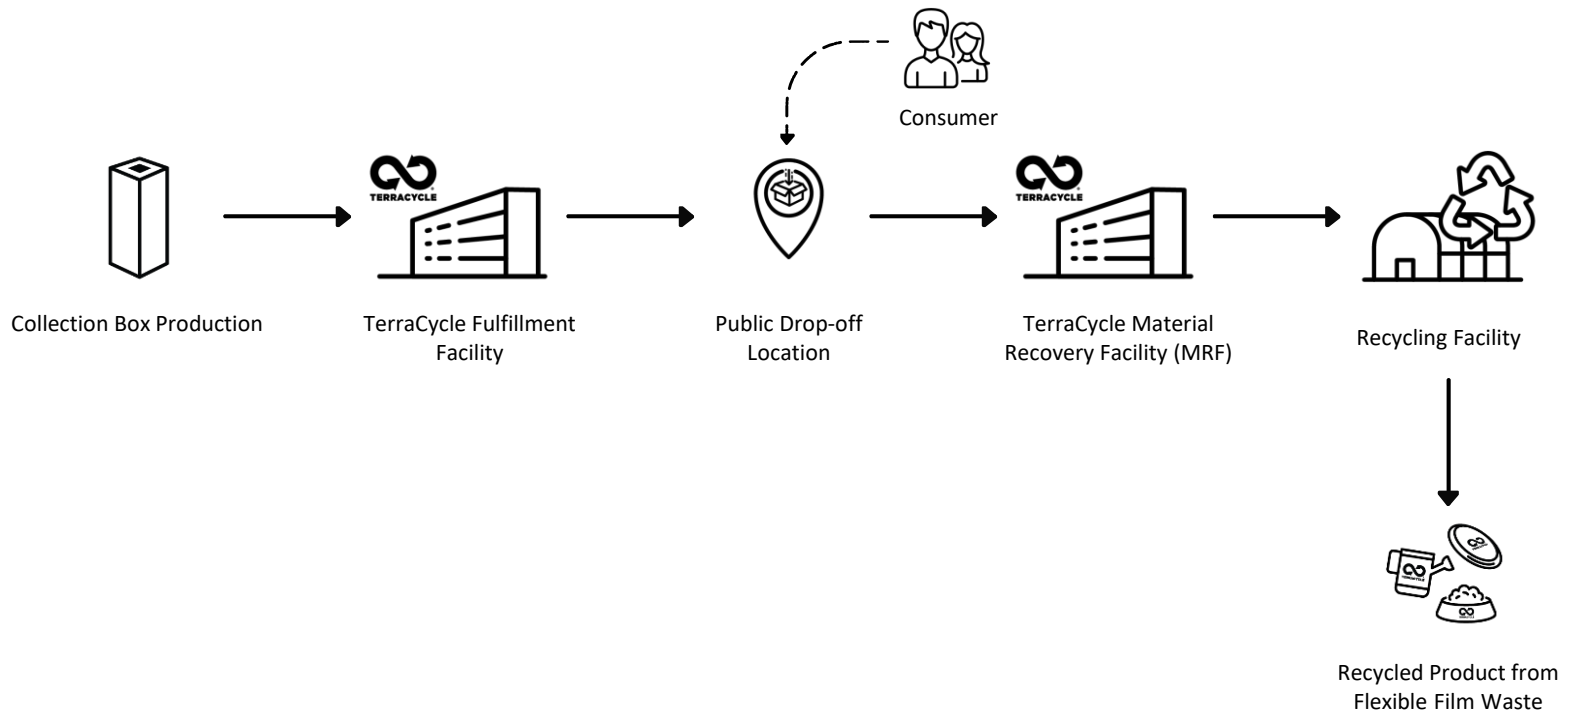 Consumer
TERRACYCLE
TERRACYCLE
Collection Box Production
TerraCycle Fulfillment
Facility
Public Drop-off
Location
TerraCycle Material
Recovery Facility (MRF)
Recycling Facility
TERRACYCLE
Recycled Product from
Flexible Film Waste